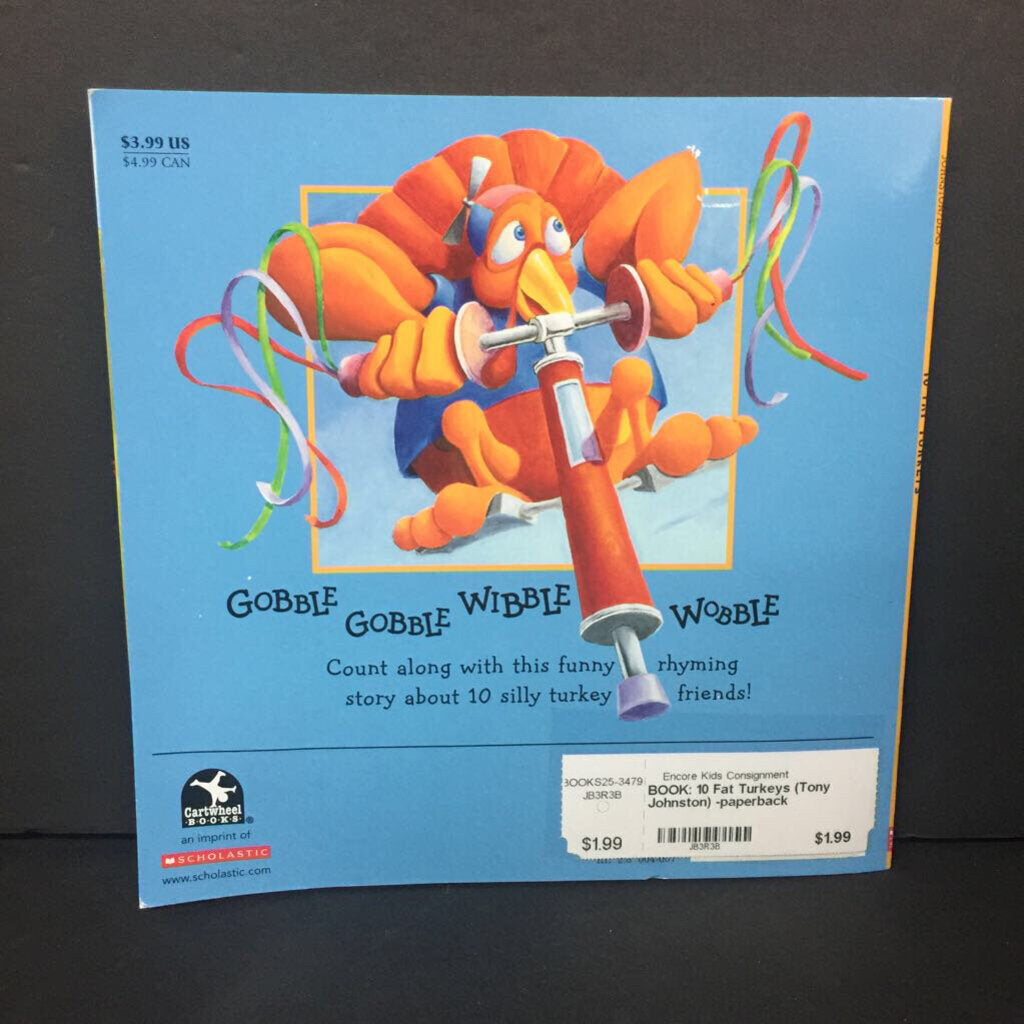 $3.99 US
$4.99 CAN
GOBBLE GOBBLE WIBBLE WOBBLE
Count along with this funny rhyming
story about 10 silly turkey friends!
Cartwheel
·B·O·O·K·S·®
an imprint of
SCHOLASTIC
www.scholastic.com
BOOKS25-3479
JB3R3B
$1.99
Encore Kids Consignment
BOOK: 10 Fat Turkeys (Tony
Johnston) -paperback
JB3R3B
$1.99